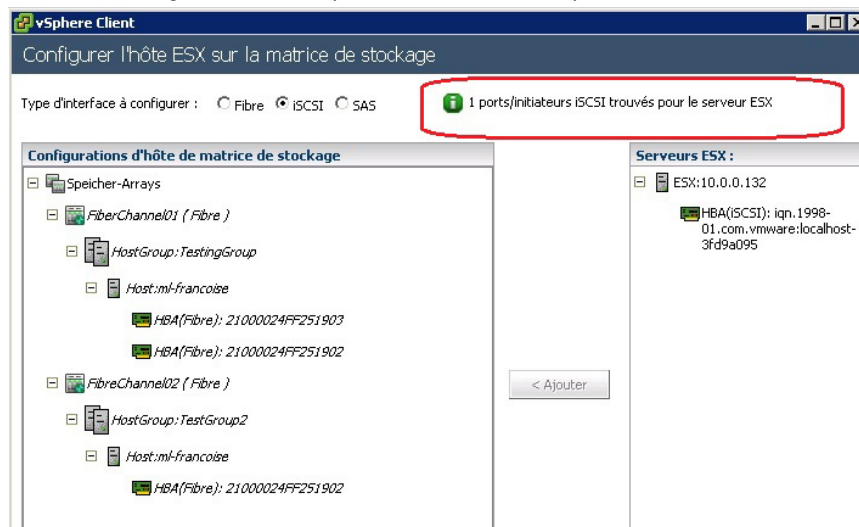 vSphere Client
Configurer l'hôte ESX sur la matrice de stockage
Type d'interface à configurer : Fibre iSCSI SAS
1 ports/initiateurs iSCSI trouvés pour le serveur ESX
Configurations d'hôte de matrice de stockage
Speicher-Arrays
FiberChannel01 ( Fibre )
HostGroup:TestingGroup
Host:ml-francoise
HBA(Fibre): 21000024FF251903
HBA(Fibre): 21000024FF251902
FibreChannel02 ( Fibre )
HostGroup:TestGroup2
Host:ml-francoise
HBA(Fibre): 21000024FF251902
< Ajouter
Serveurs ESX :
ESX:10.0.0.132
HBA(iSCSI): iqn.1998-
01.com.vmware:localhost-
3fd9a095